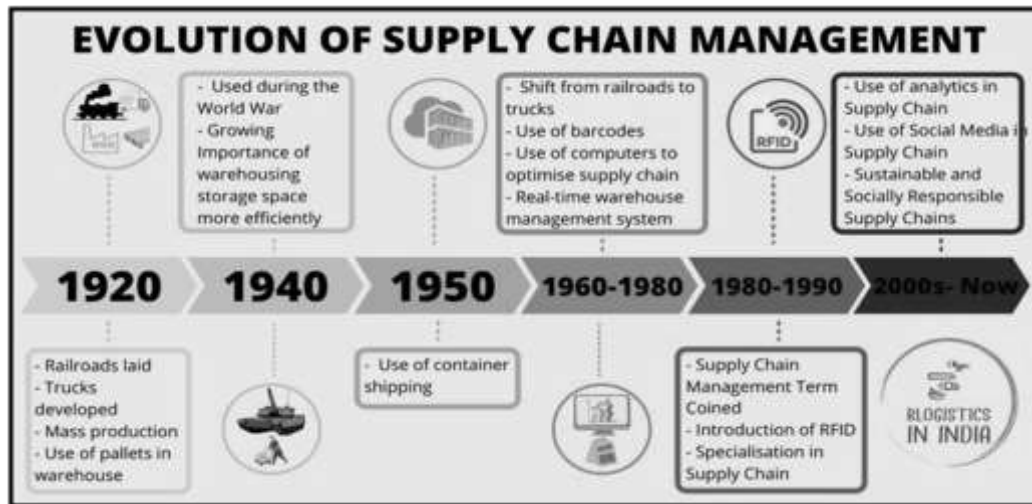 EVOLUTION OF SUPPLY CHAIN MANAGEMENT
- Used during the
World War
- Growing
Importance of
warehousing
storage space
more efficiently
- Shift from railroads to
trucks
- Use of barcodes
- Use of computers to
optimise supply chain
- Real-time warehouse
management system
RFID
- Use of analytics in
Supply Chain
- Use of Social Media in
Supply Chain
- Sustainable and
Socially Responsible
Supply Chains
1920
1940
1950
1960-1980
1980-1990
2000s- Now
- Railroads laid
- Trucks
developed
- Mass production
- Use of pallets in
warehouse
- Use of container
shipping
- Supply Chain
Management Term
Coined
- Introduction of RFID
- Specialisation in
Supply Chain
RLOGISTICS
IN INDIA